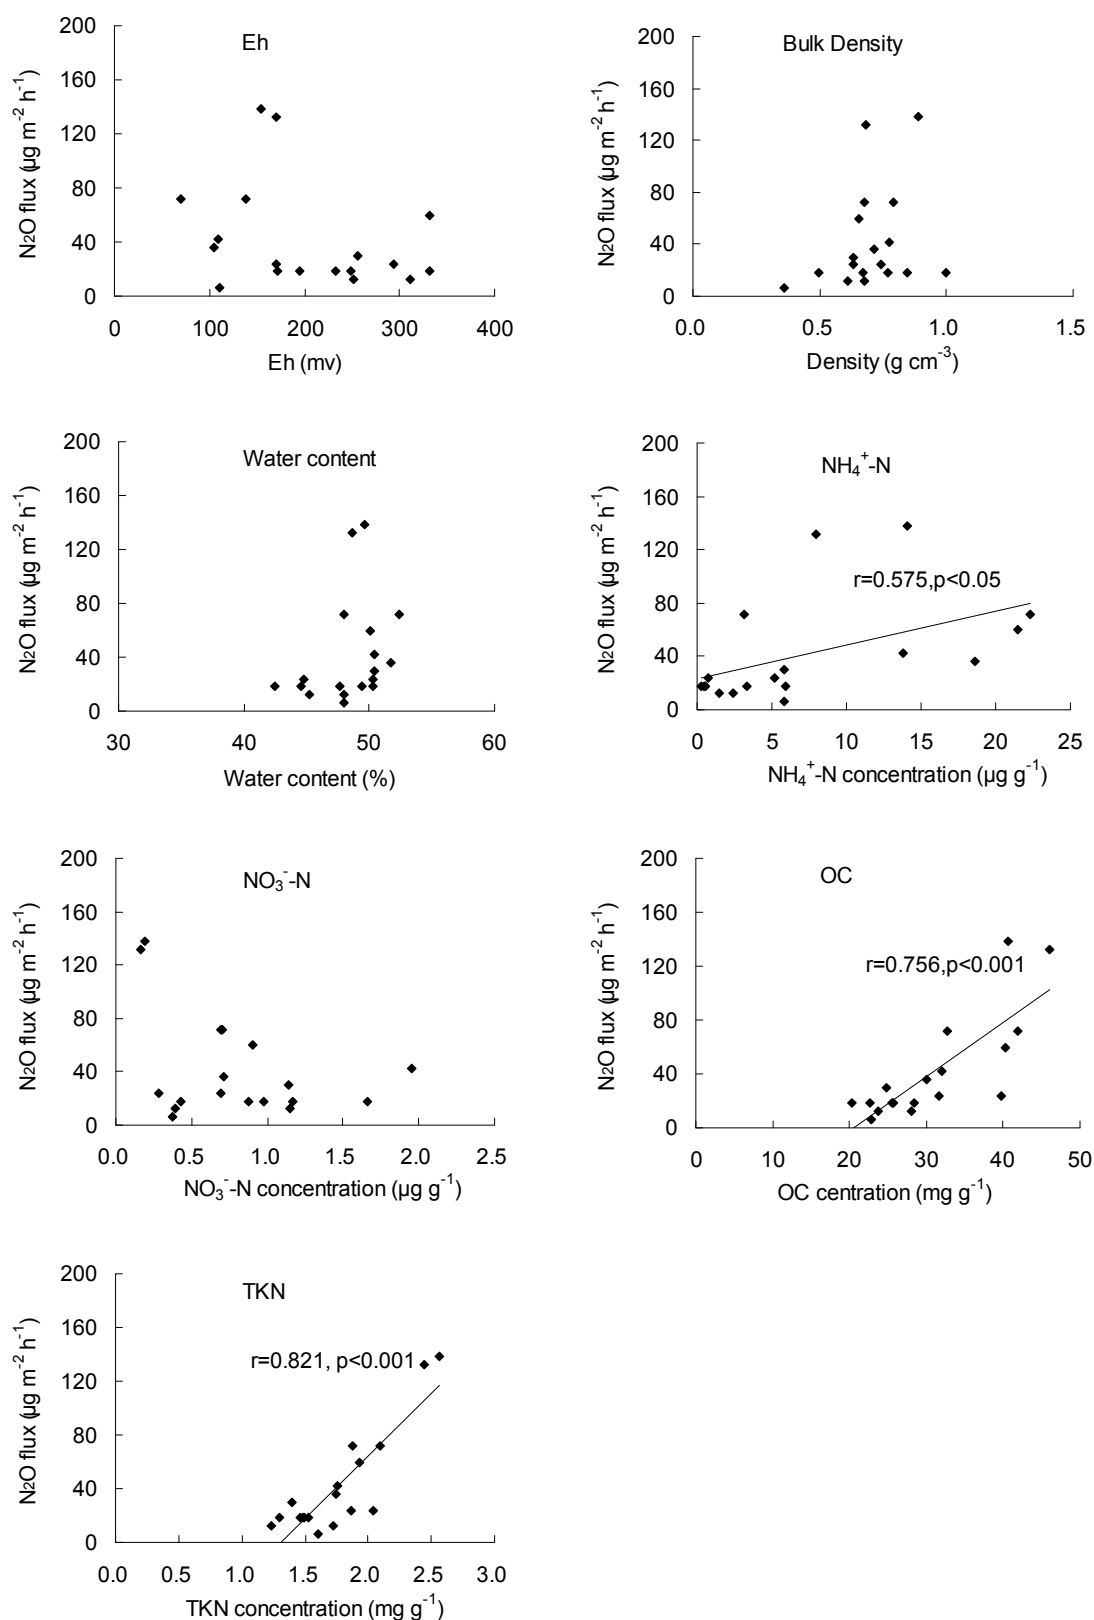 Eh
N2O flux (µg m-2 h-1)
200
160
120
80
40
0
0 100 200 300 400
Eh (mv)
Bulk Density
N2O flux (µg m-2 h-1)
200
160
120
80
40
0
0.0 0.5 1.0 1.5
Density (g cm-3)
Water content
N2O flux (µg m-2 h-1)
200
160
120
80
40
0
30 40 50 60
Water content (%)
NH4+-N
N2O flux (µg m-2 h-1)
200
160
120
80
40
0
r=0.575,p<0.05
0 5 10 15 20 25
NH4+-N concentration (µg g-1)
NO3--N
N2O flux (µg m-2 h-1)
200
160
120
80
40
0
0.0 0.5 1.0 1.5 2.0 2.5
NO3--N concentration (µg g-1)
OC
N2O flux (µg m-2 h-1)
200
160
120
80
40
0
r=0.756,p<0.001
0 10 20 30 40 50
OC centration (mg g-1)
TKN
N2O flux (µg m-2 h-1)
200
160
120
80
40
0
r=0.821, p<0.001
0.0 0.5 1.0 1.5 2.0 2.5 3.0
TKN concentration (mg g-1)